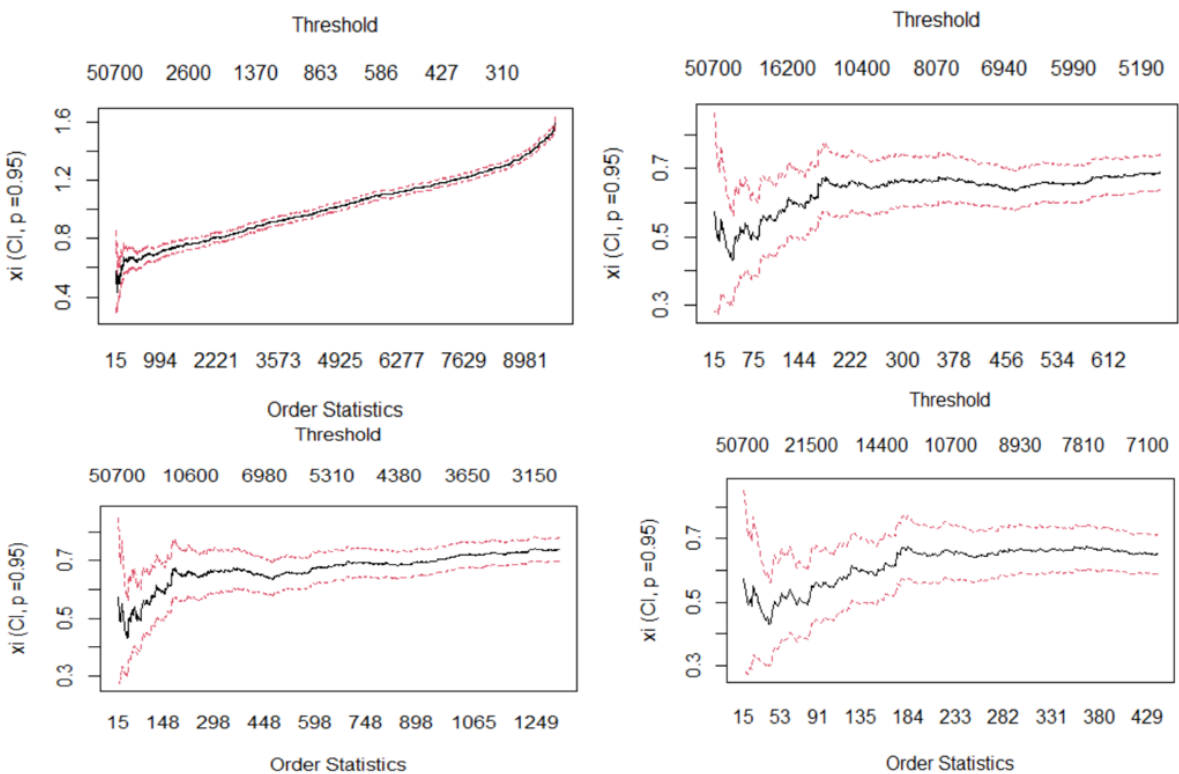 Threshold
50700 2600 1370 863 586 427 310
xi (CI, p =0.95)
1.6
1.2
0.8
0.4
15 994 2221 3573 4925 6277 7629 8981
Order Statistics
Threshold
50700 16200 10400 8070 6940 5990 5190
xi (CI, p =0.95)
0.7
0.5
0.3
15 75 144 222 300 378 456 534 612
Threshold
50700 10600 6980 5310 4380 3650 3150
xi (CI, p =0.95)
0.7
0.5
0.3
15 148 298 448 598 748 898 1065 1249
Order Statistics
Threshold
50700 21500 14400 10700 8930 7810 7100
xi (CI, p =0.95)
0.7
0.5
0.3
15 53 91 135 184 233 282 331 380 429
Order Statistics